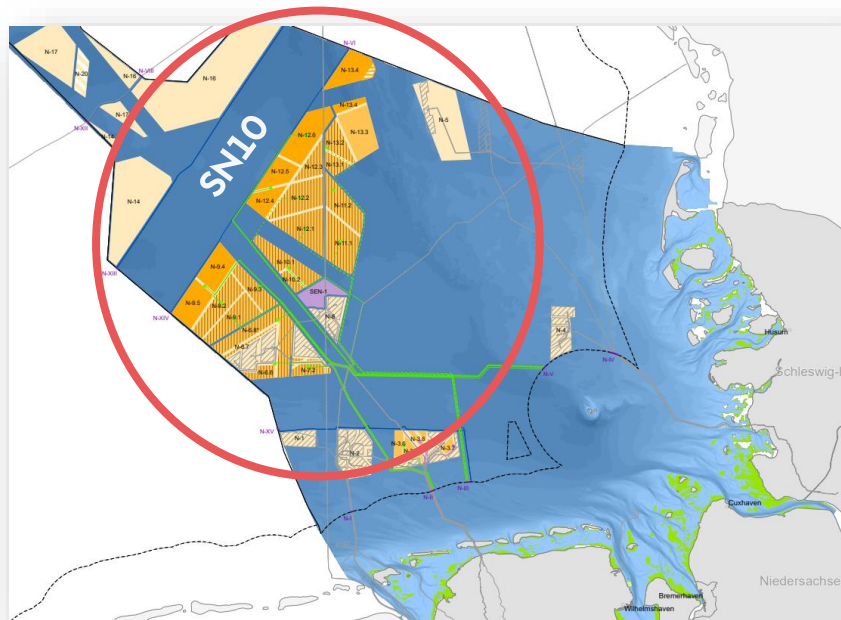 N-17
N-20
N-18
N-VIII
N-16
N-17
N-XII
N-14
N-XIII
SN10
N-VI
N-13.4
N-5
N-13.4
N-13.3
N-12.6
N-13.2
N-12.3
N-13.1
N-12.5
N-12.4
N-12.2
N-11.2
N-12.1
N-11.1
N-10.1
N-10.2
SEN-1
N-8
N-9.4
N-9.5
N-9.3
N-9.2
N-9.1
N-6.7
N-6.6
N-7.2
N-XIV
N-4
N-IV
N-V
N-XV
N-1
N-2
N-3.6
N-3.8
N-3.7
N-I
N-II
N-III
Husum
Cuxhaven
Niedersachse
Bremerhaven
Wilhelmshaven